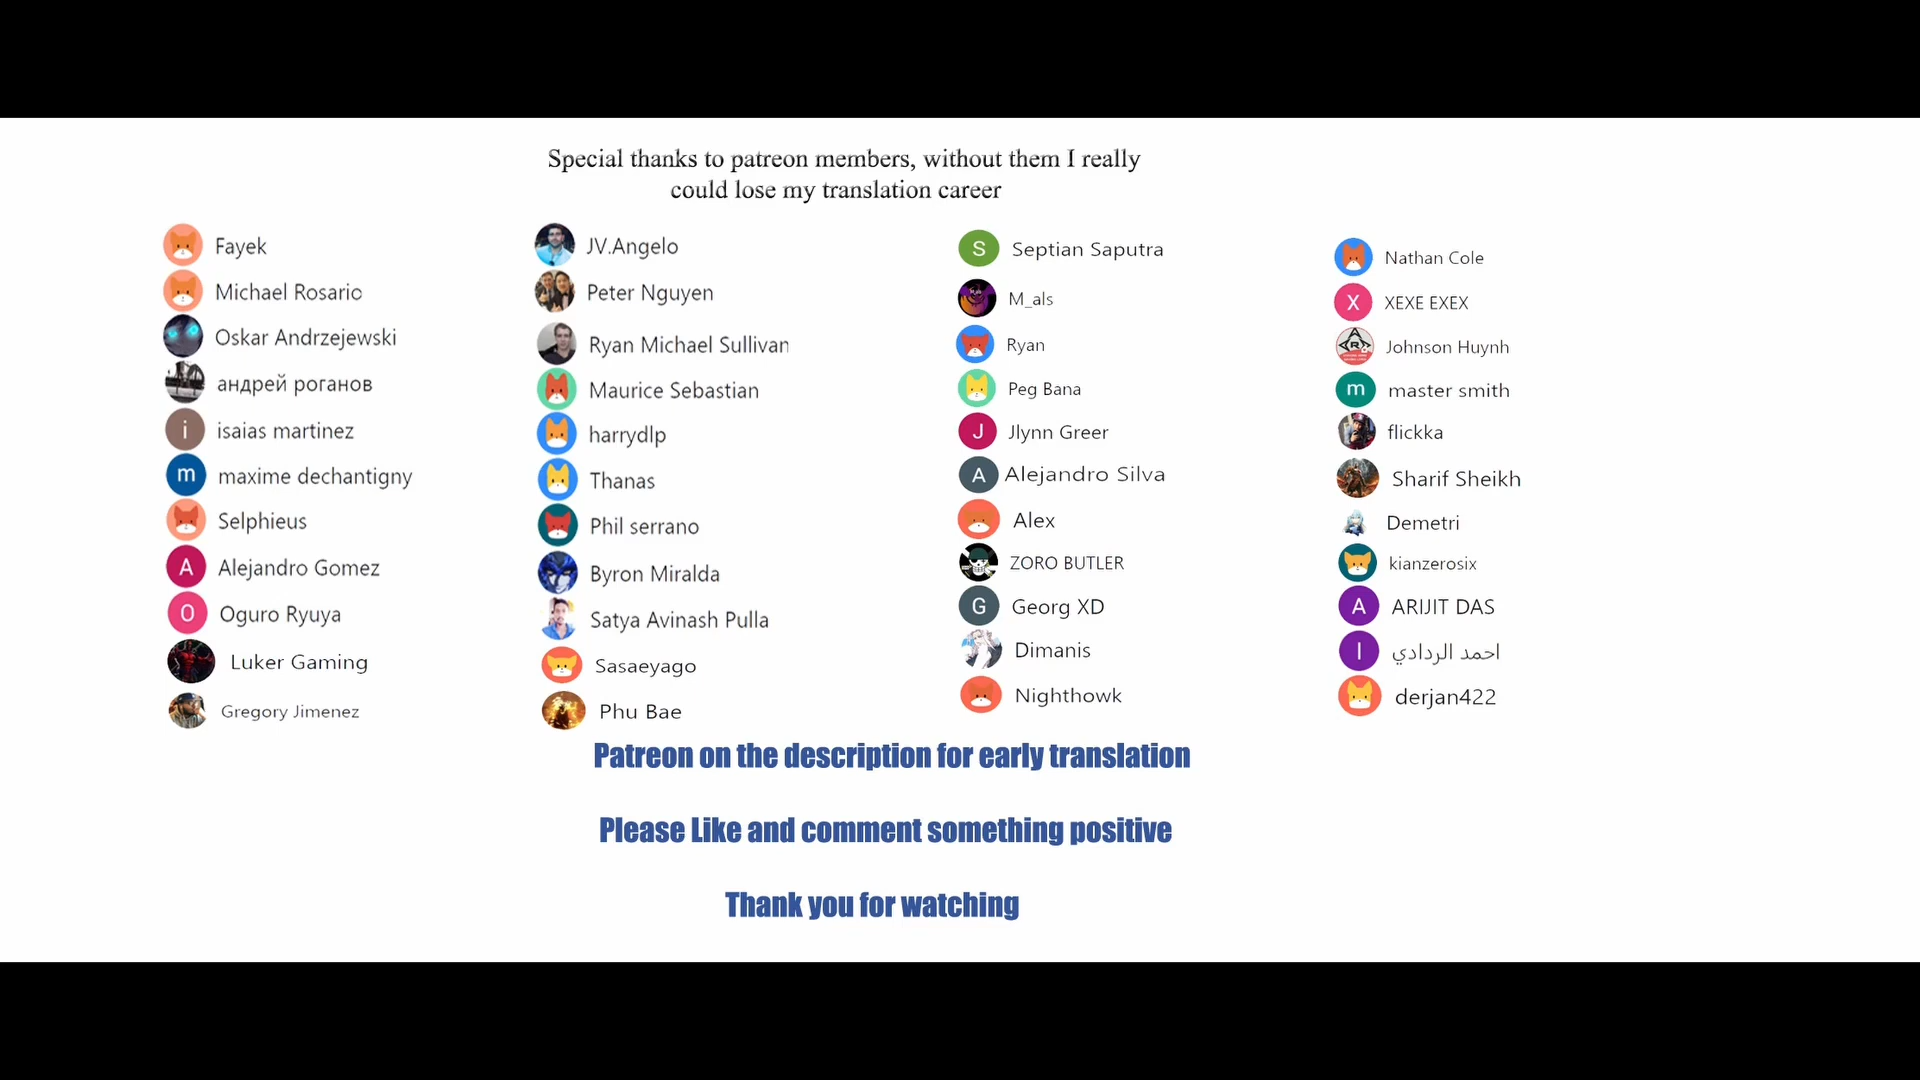 Special thanks to patreon members, without them I really
could lose my translation career
Fayek
Michael Rosario
Oskar Andrzejewski
андрей роганов
i
isaias martinez
m
maxime dechantigny
Selphieus
A
Alejandro Gomez
O
Oguro Ryuya
Luker Gaming
Gregory Jimenez
JV.Angelo
Peter Nguyen
Ryan Michael Sullivan
Maurice Sebastian
harrydlp
Thanas
Phil serrano
Byron Miralda
Satya Avinash Pulla
Sasaeyago
Phu Bae
S
Septian Saputra
M_als
Ryan
Peg Bana
J
Jlynn Greer
A
Alejandro Silva
Alex
ZORO BUTLER
G
Georg XD
Dimanis
Nighthowk
Nathan Cole
X
XEXE EXEX
Johnson Huynh
m
master smith
flickka
Sharif Sheikh
Demetri
kianzerosix
A
ARIJIT DAS
I
احمد الردادي
derjan422
Patreon on the description for early translation
Please Like and comment something positive
Thank you for watching